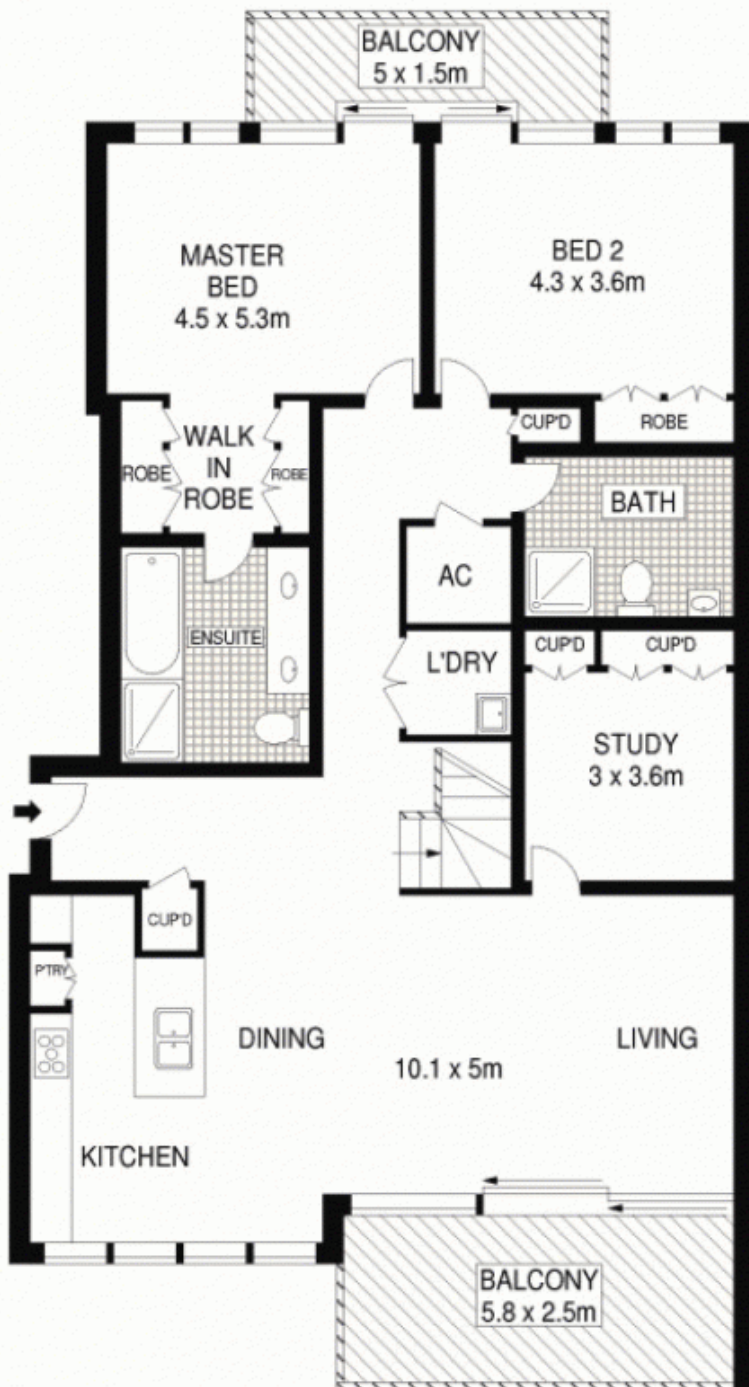 BALCONY
5 x 1.5m
MASTER
BED
4.5 x 5.3m
BED 2
4.3 x 3.6m
WALK
IN
ROBE
ROBE
ROBE
CUP'D
ROBE
BATH
AC
ENSUITE
L'DRY
CUP'D
CUP'D
STUDY
3 x 3.6m
CUP'D
P'TRY
DINING
LIVING
10.1 x 5m
KITCHEN
BALCONY
5.8 x 2.5m